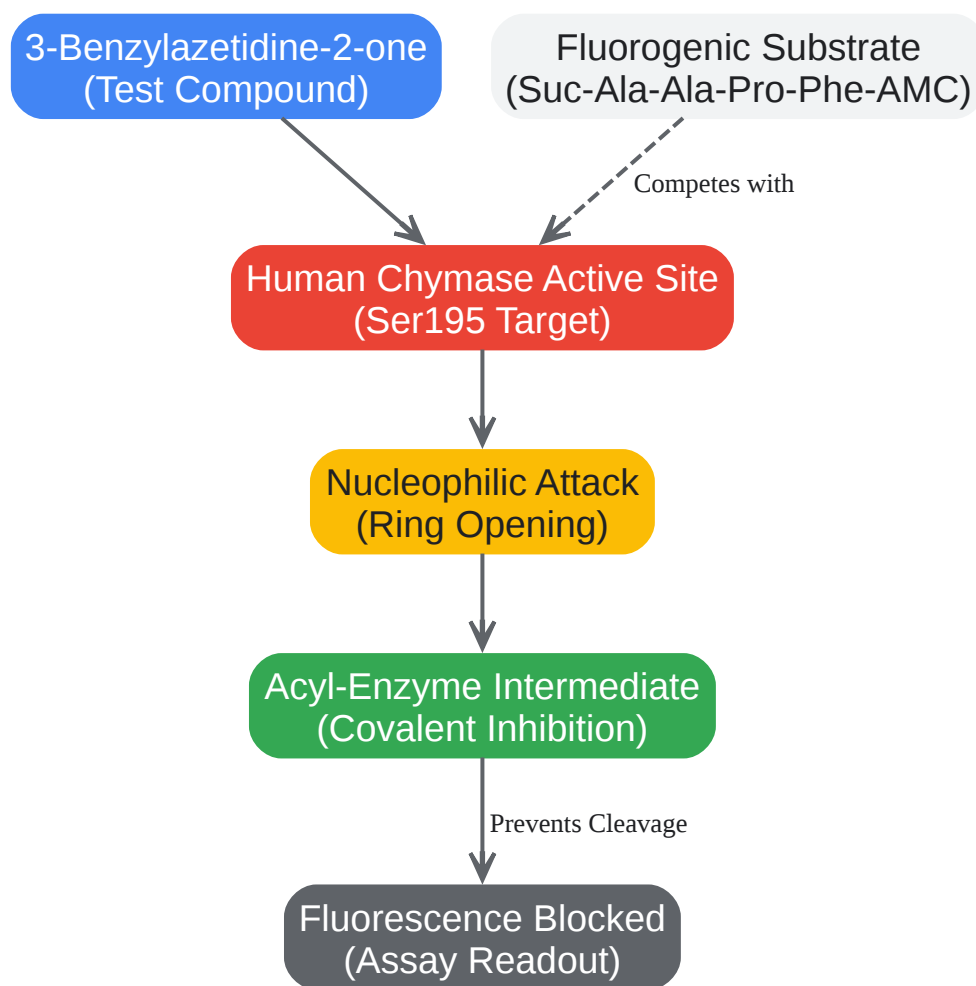 3-Benzylazetidine-2-one
(Test Compound)
Fluorogenic Substrate
(Suc-Ala-Ala-Pro-Phe-AMC)
Competes with
Human Chymase Active Site
(Ser195 Target)
Nucleophilic Attack
(Ring Opening)
Acyl-Enzyme Intermediate
(Covalent Inhibition)
Prevents Cleavage
Fluorescence Blocked
(Assay Readout)